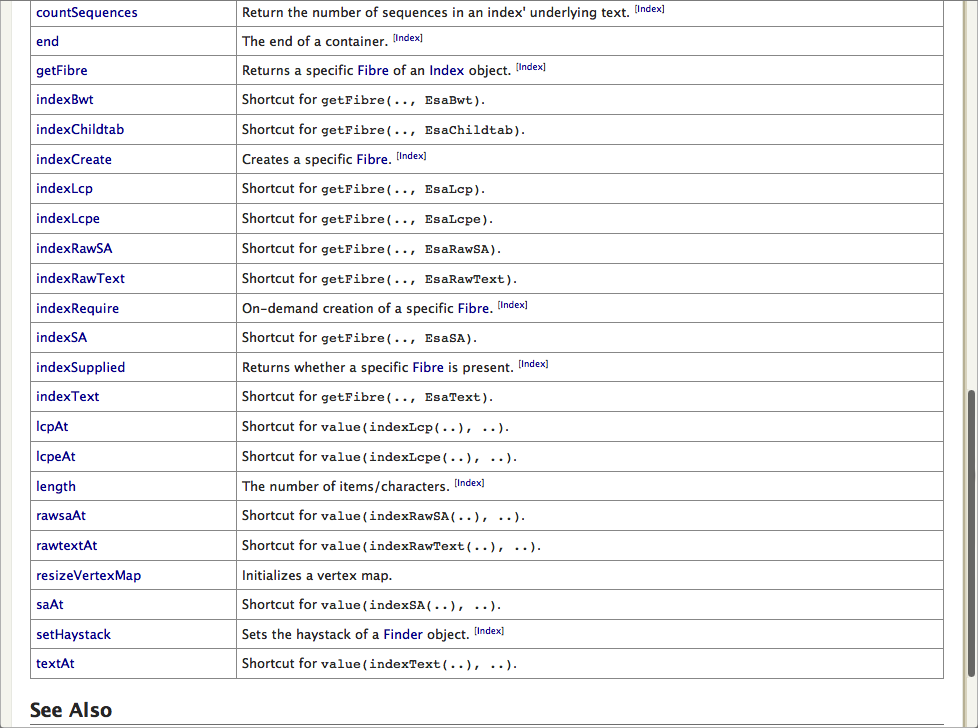 countSequences Return the number of sequences in an index' underlying text. [Index]
end The end of a container. [Index]
getFibre Returns a specific Fibre of an Index object. [Index]
indexBwt Shortcut for getFibre(.., EsaBwt).
indexChildtab Shortcut for getFibre(.., EsaChildtab).
indexCreate Creates a specific Fibre. [Index]
indexLcp Shortcut for getFibre(.., EsaLcp).
indexLcpe Shortcut for getFibre(.., EsaLcpe).
indexRawSA Shortcut for getFibre(.., EsaRawSA).
indexRawText Shortcut for getFibre(.., EsaRawText).
indexRequire On-demand creation of a specific Fibre. [Index]
indexSA Shortcut for getFibre(.., EsaSA).
indexSupplied Returns whether a specific Fibre is present. [Index]
indexText Shortcut for getFibre(.., EsaText).
lcpAt Shortcut for value(indexLcp(..), ..).
lcpeAt Shortcut for value(indexLcpe(..), ..).
length The number of items/characters. [Index]
rawsaAt Shortcut for value(indexRawSA(..), ..).
rawtextAt Shortcut for value(indexRawText(..), ..).
resizeVertexMap Initializes a vertex map.
saAt Shortcut for value(indexSA(..), ..).
setHaystack Sets the haystack of a Finder object. [Index]
textAt Shortcut for value(indexText(..), ..).
See Also